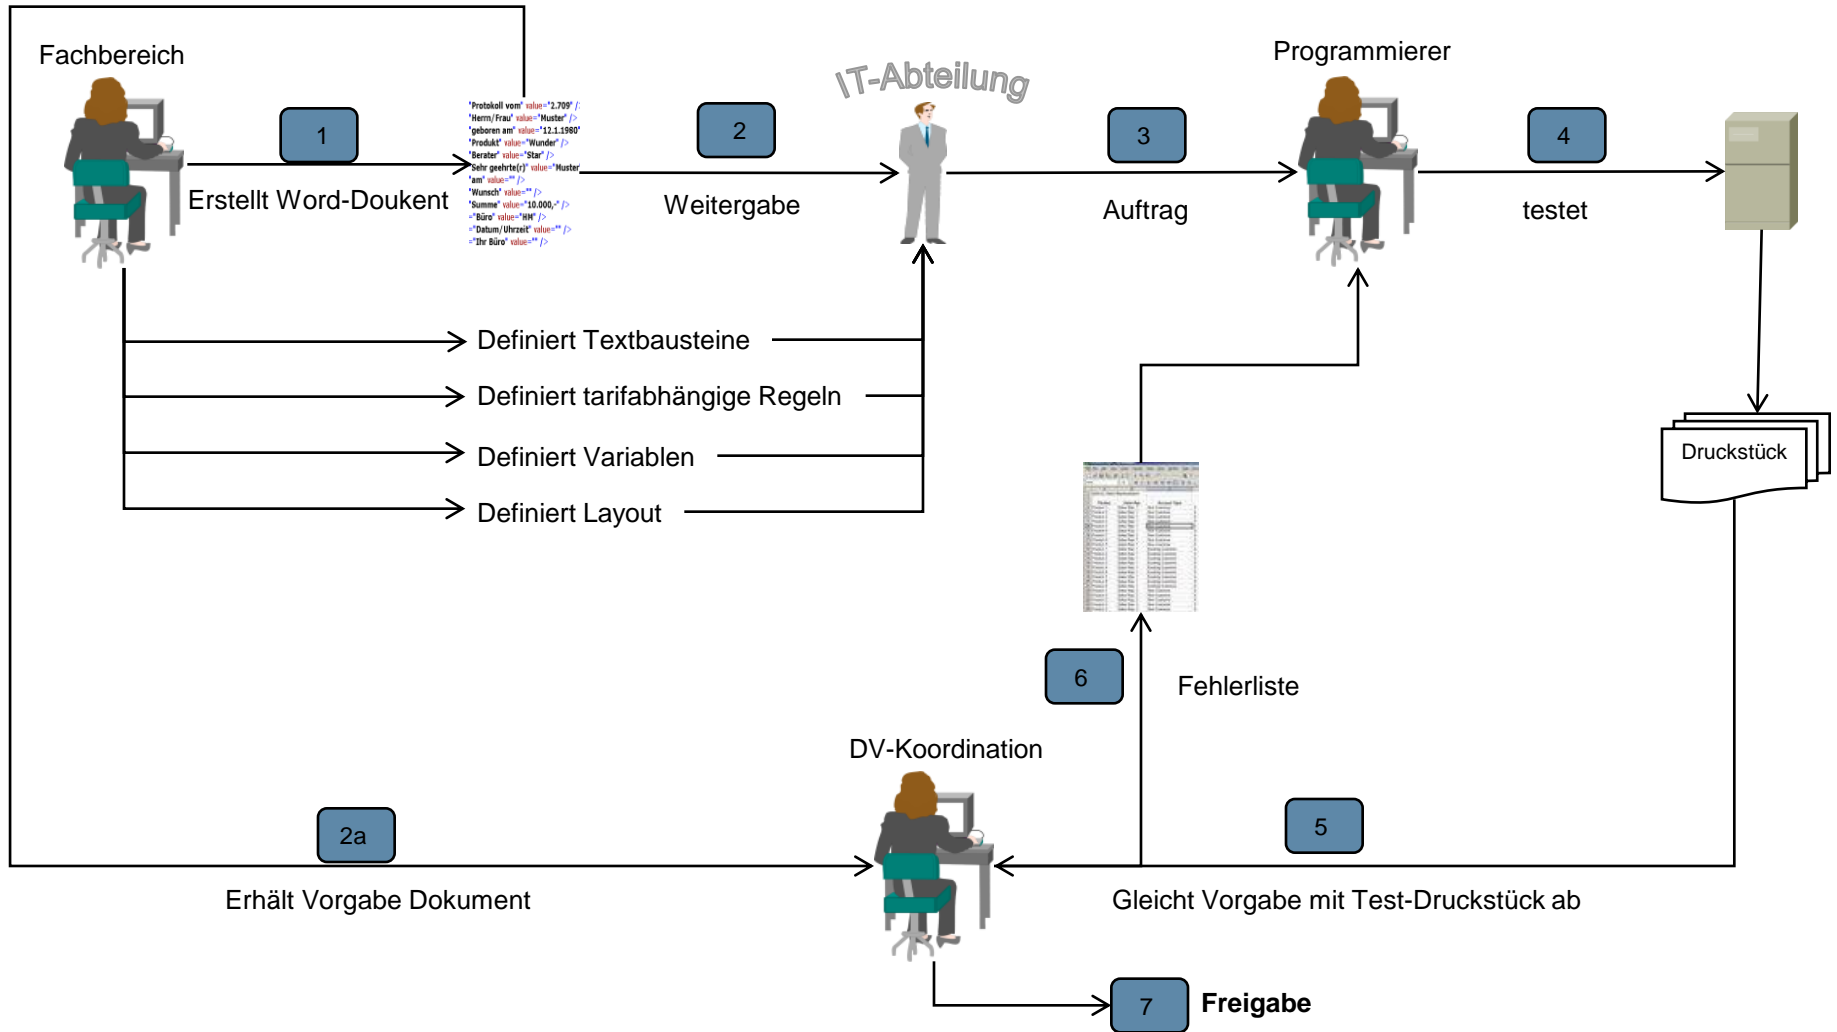 Fachbereich
IT-Abteilung
Programmierer
1
2
3
4
"Protokoll vom" value="2.709" /:
"Herrn/Frau" value="Muster" />
"geboren am" value="12.1.1980"
"Produkt" value="Wunder" />
"Berater" value="Star" />
"Sehr geehrte(r)" value="Muster"
"am" value="" />
"Wunsch" value="" />
"Summe" value="10.000,-" />
="Büro" value="HM" />
="Datum/Uhrzeit" value="" />
="Ihr Büro" value="" />
Erstellt Word-Doukent
Weitergabe
Auftrag
testet
Definiert Textbausteine
Definiert tarifabhängige Regeln
Definiert Variablen
Definiert Layout
Druckstück
6
Fehlerliste
DV-Koordination
2a
5
Erhält Vorgabe Dokument
Gleicht Vorgabe mit Test-Druckstück ab
7
Freigabe